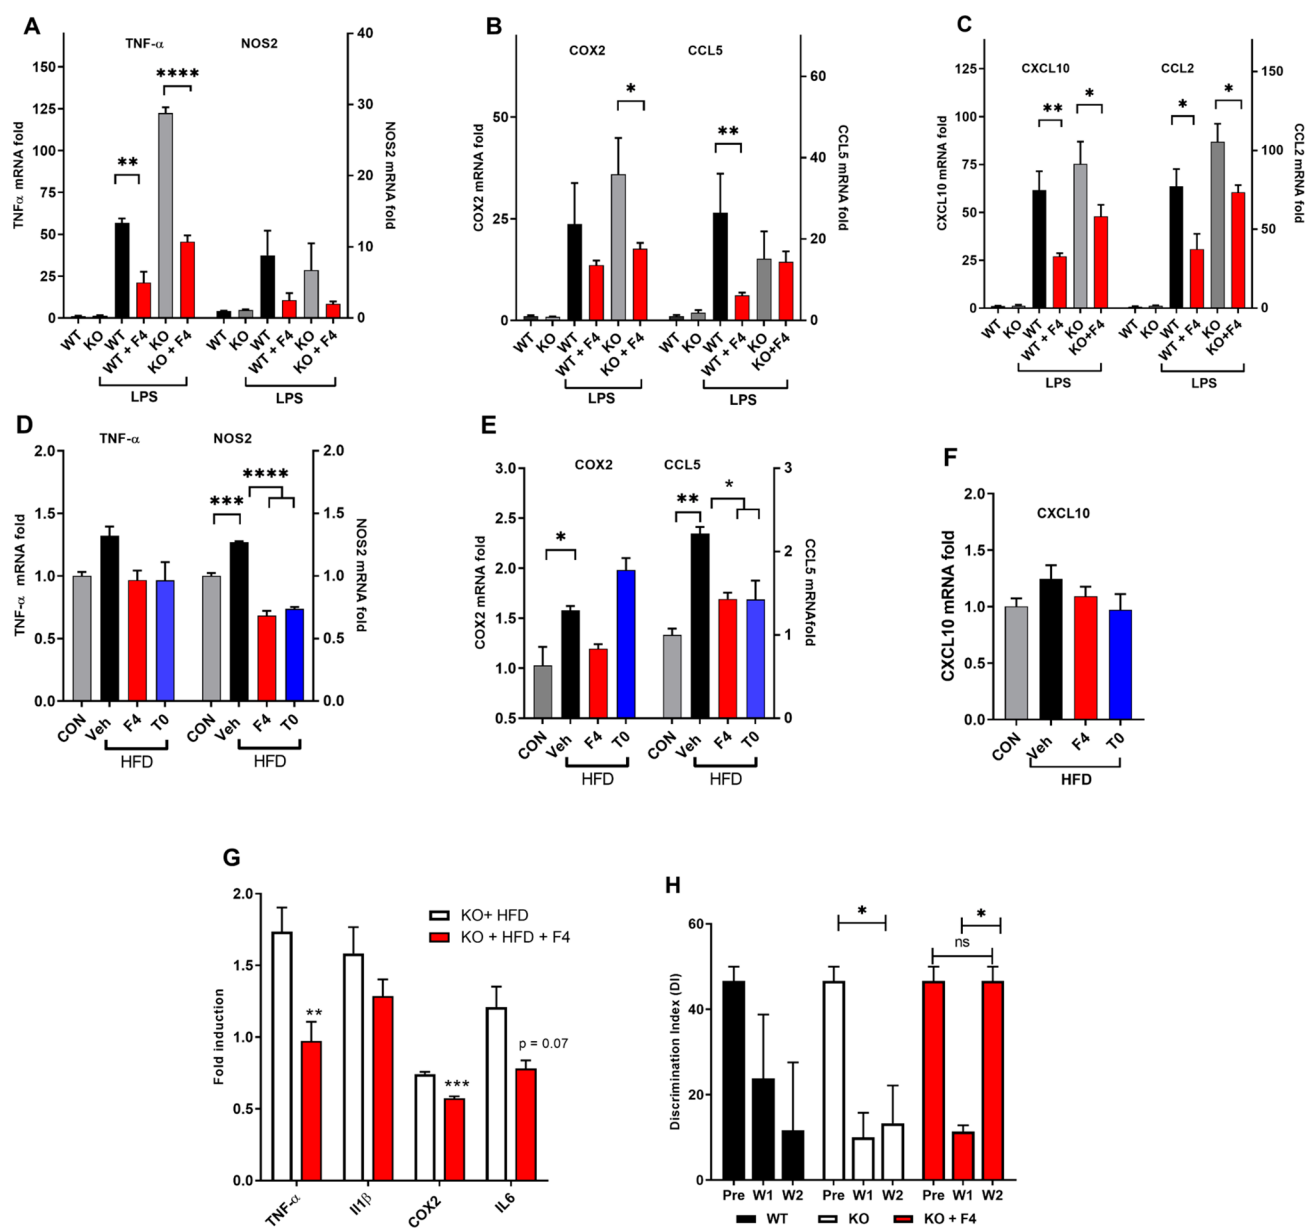 A
TNF-α NOS2
TNFα mRNA fold
150
125
100
75
50
25
0
NOS2 mRNA fold
40
30
20
10
0
** ****
WT KO WT WT + F4 KO KO + F4
WT KO WT WT + F4 KO KO + F4
LPS LPS
B
COX2 CCL5
COX2 mRNA fold
50
25
0
CCL5 mRNA fold
60
40
20
0
* **
WT KO WT WT + F4 KO KO + F4
WT KO WT WT + F4 KO KO+F4
LPS LPS
C
CXCL10 CCL2
CXCL10 mRNA fold
125
100
75
50
25
0
CCL2 mRNA fold
150
100
50
0
** * * *
WT KO WT WT + F4 KO KO+F4
WT KO WT WT + F4 KO KO+F4
LPS LPS
D
TNF-α NOS2
TNF-α mRNA fold
2.0
1.5
1.0
0.5
0.0
NOS2 mRNA fold
2.0
1.5
1.0
0.5
0.0
*** ****
CON Veh F4 T0 CON Veh F4 T0
HFD HFD
E
COX2 CCL5
COX2 mRNA fold
3.0
2.5
2.0
1.5
1.0
0.5
CCL5 mRNAfold
3
2
1
0
* ** *
CON Veh F4 T0 CON Veh F4 T0
HFD HFD
F
CXCL10
CXCL10 mRNA fold
2.0
1.5
1.0
0.5
0.0
CON Veh F4 T0
HFD
G
Fold induction
2.0
1.5
1.0
0.5
0.0
KO+ HFD
KO + HFD + F4
** *** p = 0.07
TNF-α Il1β COX2 IL6
H
Discrimination Index (DI)
60
40
20
0
* *
ns
Pre W1 W2 Pre W1 W2 Pre W1 W2
WT KO KO + F4